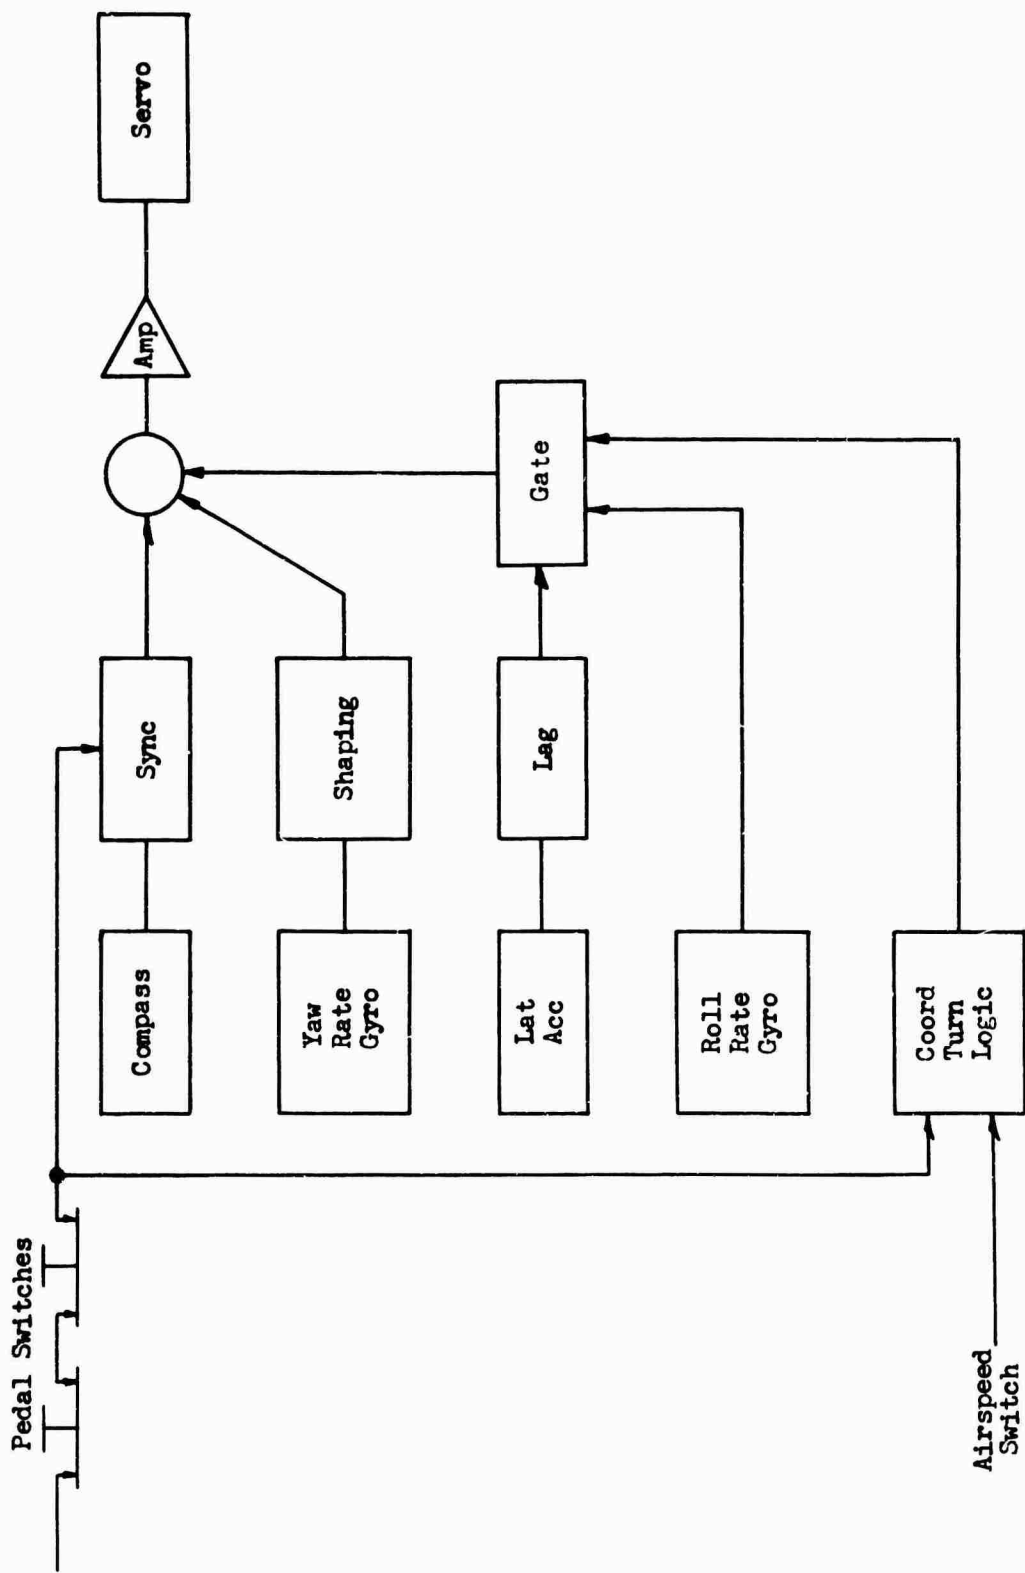 Pedal Switches
Compass
Sync
Amp
Servo
Yaw
Rate
Gyro
Shaping
Lat
Acc
Lag
Gate
Roll
Rate
Gyro
Coord
Turn
Logic
Airspeed
Switch